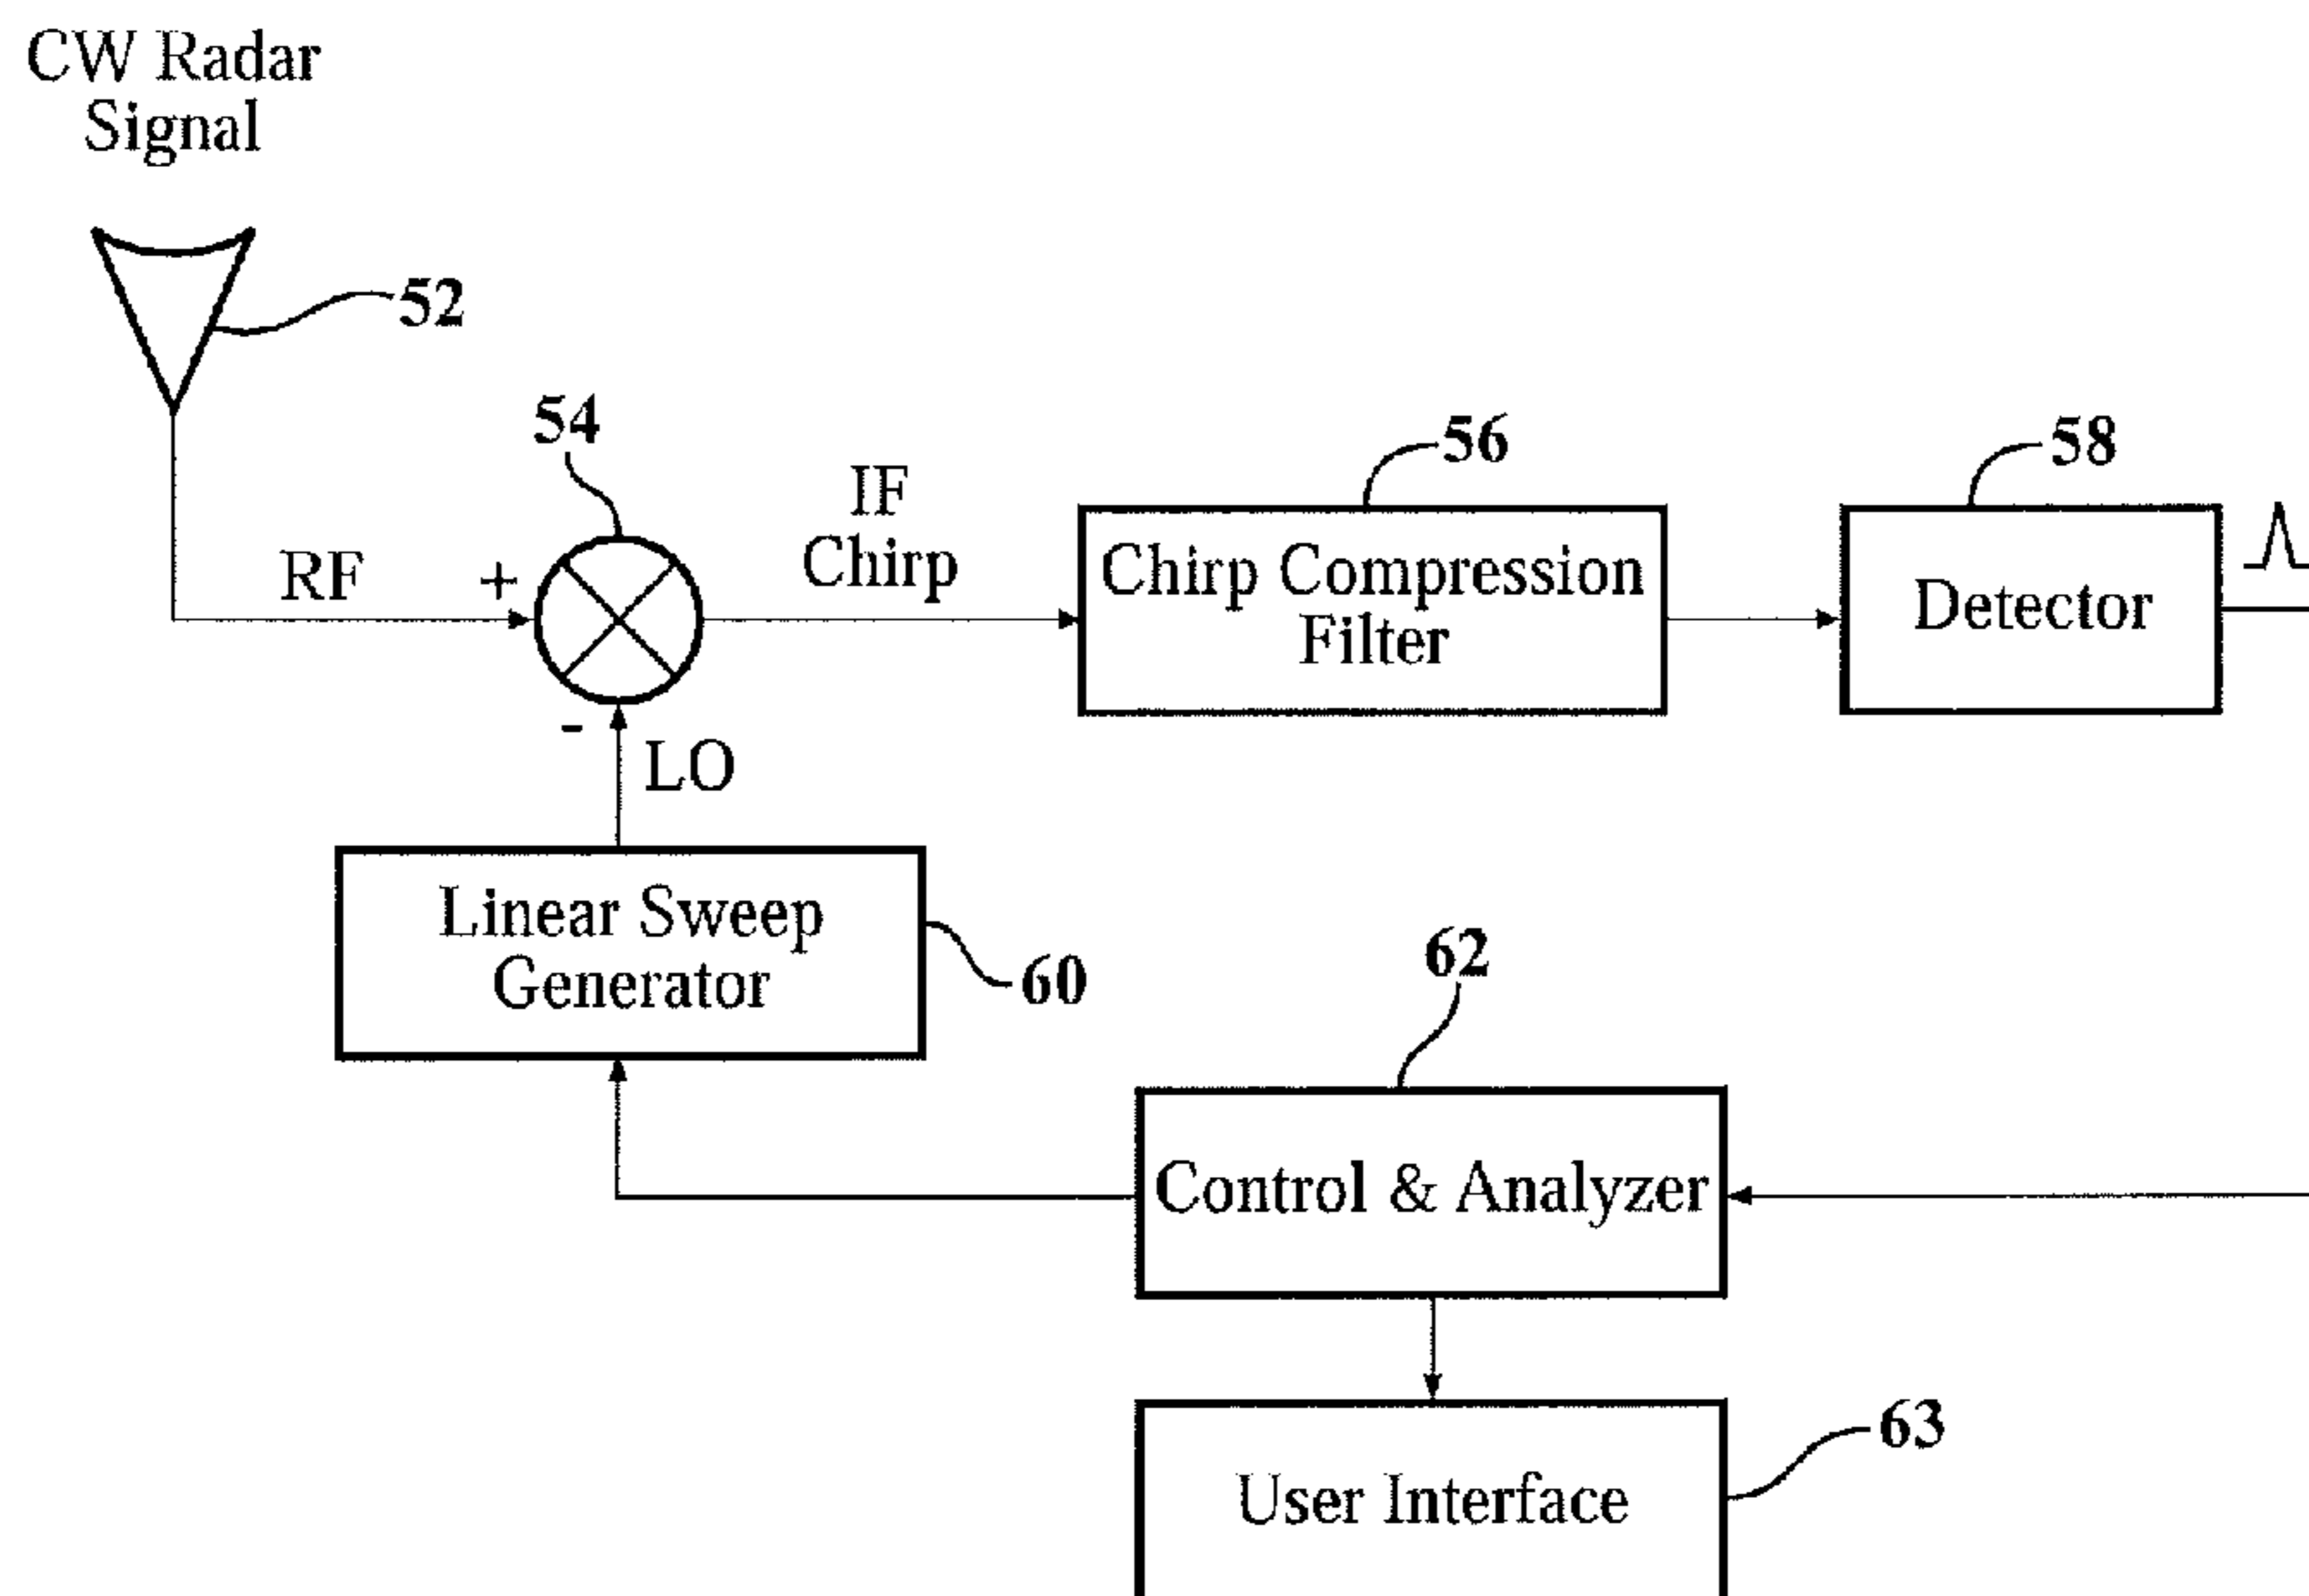 CW Radar
Signal
52
54
56
58
IF
Chirp
RF
+
Chirp Compression
Filter
Detector
-
LO
Linear Sweep
Generator
60
62
Control & Analyzer
63
User Interface